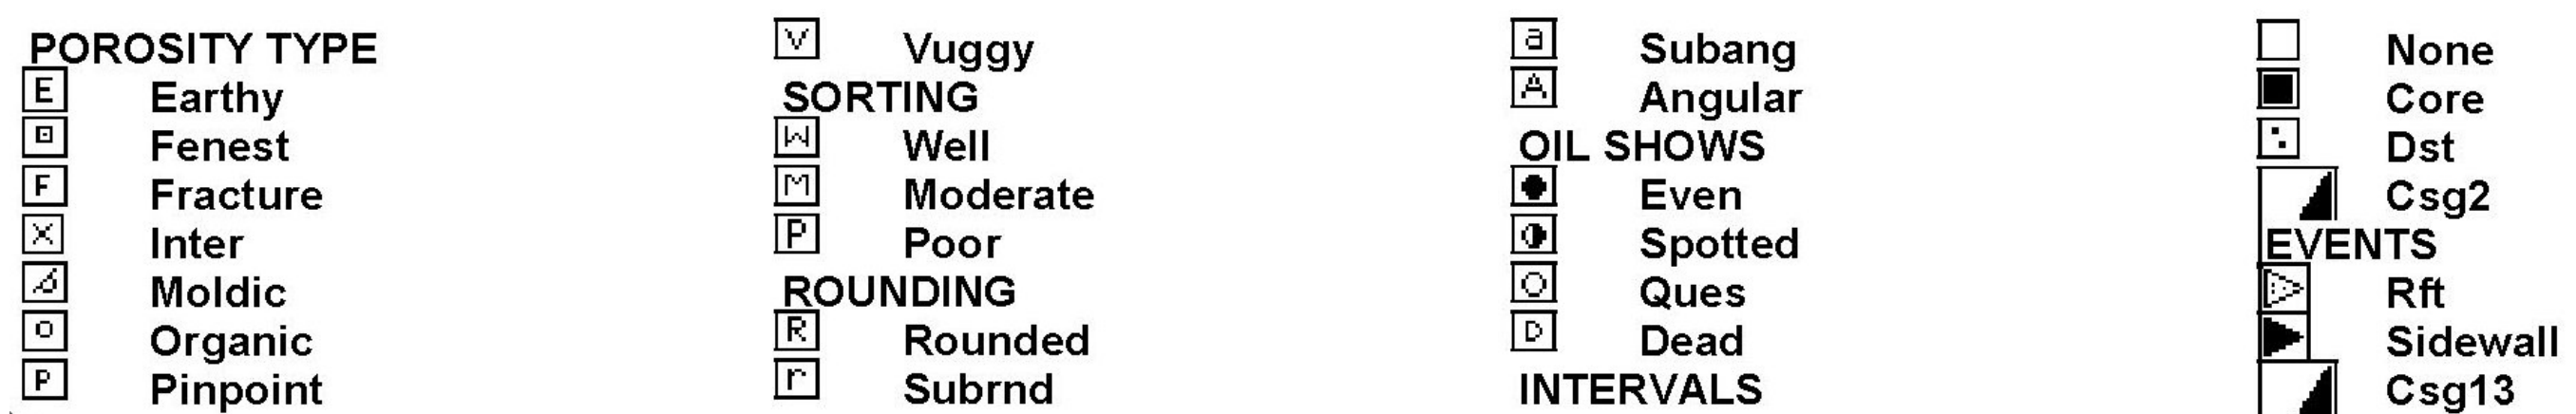 POROSITY TYPE
E Earthy
Fenest
F Fracture
Inter
Moldic
O Organic
P Pinpoint
V Vuggy
SORTING
W Well
M Moderate
P Poor
ROUNDING
R Rounded
r Subrnd
a Subang
A Angular
OIL SHOWS
Even
Spotted
Ques
D Dead
INTERVALS
None
Core
Dst
Csg2
EVENTS
Rft
Sidewall
Csg13